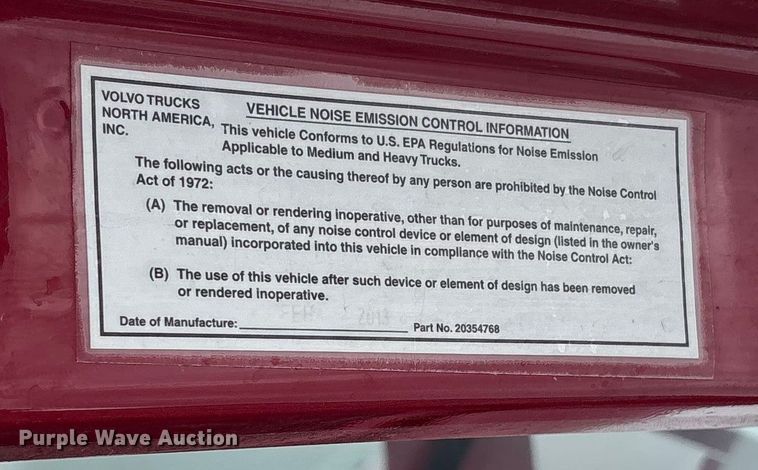 VOLVO TRUCKS
NORTH AMERICA,
INC.
VEHICLE NOISE EMISSION CONTROL INFORMATION
This vehicle Conforms to U.S. EPA Regulations for Noise Emission
Applicable to Medium and Heavy Trucks.
The following acts or the causing thereof by any person are prohibited by the Noise Control
Act of 1972:
(A) The removal or rendering inoperative, other than for purposes of maintenance, repair,
or replacement, of any noise control device or element of design (listed in the owner's
manual) incorporated into this vehicle in compliance with the Noise Control Act:
(B) The use of this vehicle after such device or element of design has been removed
or rendered inoperative.
Date of Manufacture: Part No. 20354768
Purple Wave Auction